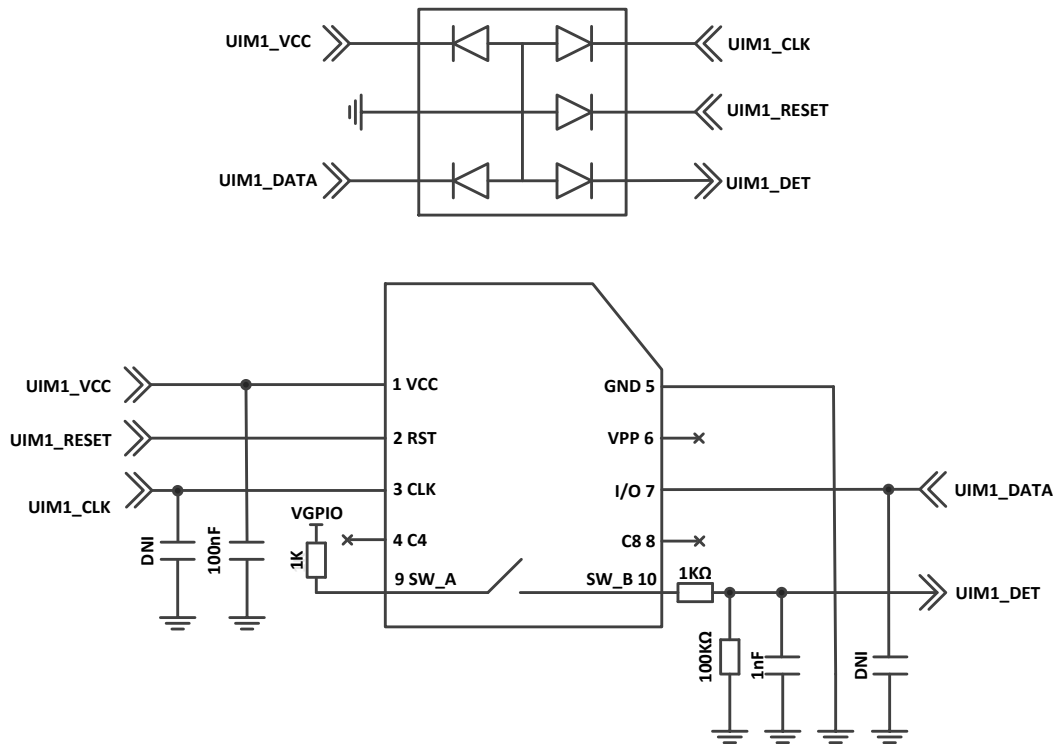 UIM1_VCC
UIM1_CLK
UIM1_RESET
UIM1_DATA
UIM1_DET
UIM1_VCC
1 VCC
GND 5
UIM1_RESET
2 RST
VPP 6
UIM1_CLK
3 CLK
I/O 7
UIM1_DATA
VGPIO
4 C4
C8 8
DNI
100nF
1K
9 SW_A
SW_B 10
1KΩ
UIM1_DET
100KΩ
1nF
DNI